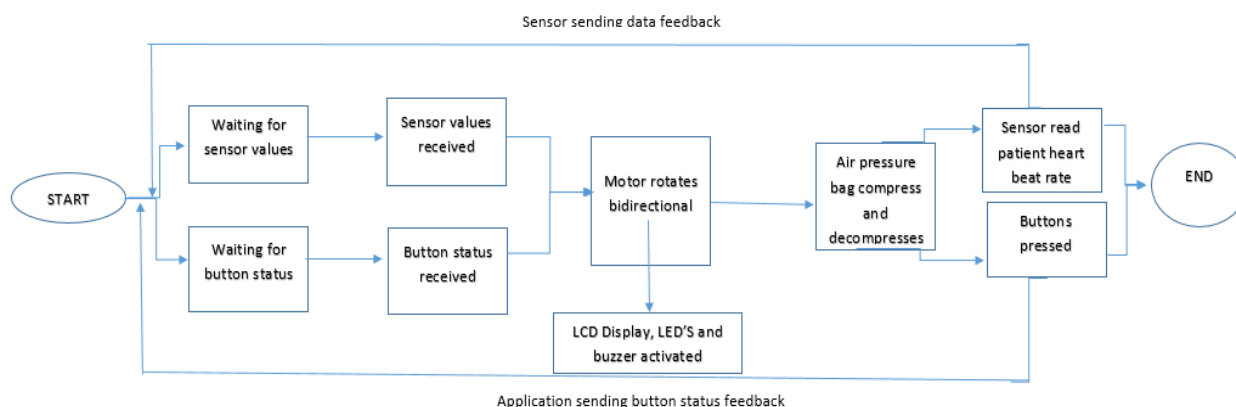 Sensor sending data feedback
START
Waiting for
sensor values
Sensor values
received
Waiting for
button status
Button status
received
Motor rotates
bidirectional
LCD Display, LED'S and
buzzer activated
Air pressure
bag compress
and
decompresses
Sensor read
patient heart
beat rate
Buttons
pressed
END
Application sending button status feedback